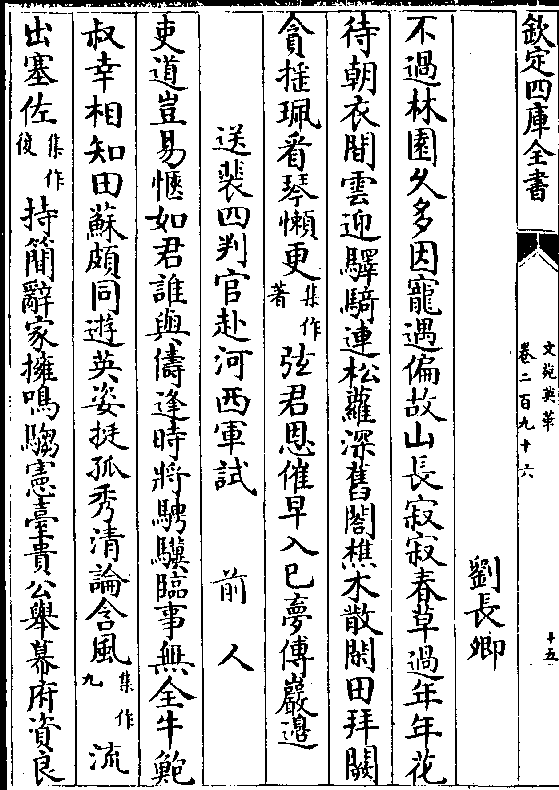 欽定四庫全書
文苑英華
卷二百九十六
十五
劉長卿
不過林園久多因寵遇偏故山長寂寂春草過年年花
待朝衣間雲迎驛騎連松蘿深舊閣樵木散閑田拜闕
貪揺珮看琴懶更集作著弦君恩催早入已夢傅巖邉
送裴四判官赴河西軍試　前人
吏道豈易愜如君誰與儔逢時將騁驥臨事無全牛鮑
叔幸相知田蘇頗同遊英姿挺孤秀清論含風集作九流
出塞佐集作後持簡辭家擁鳴騶憲臺貴公舉幕府資良